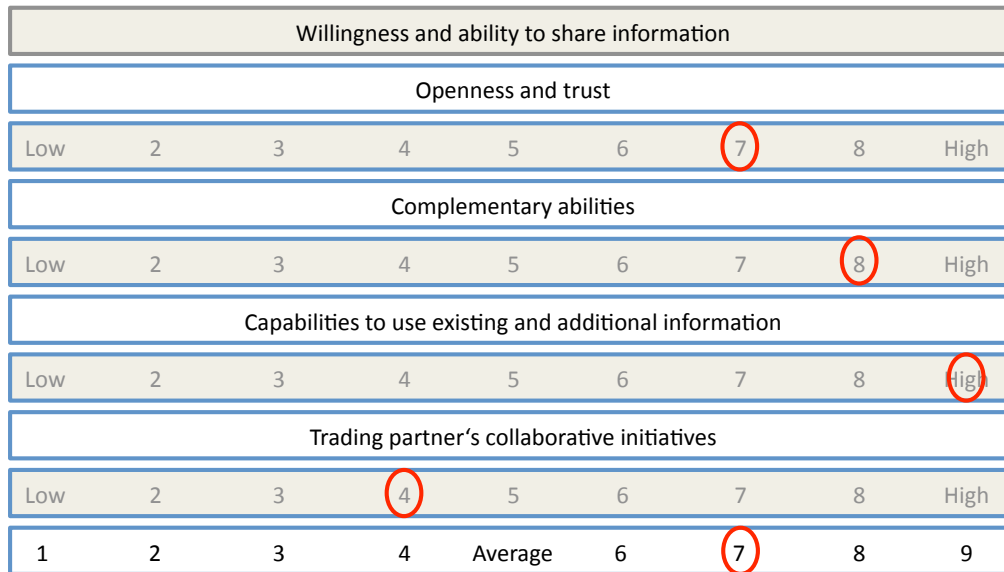 Willingness and ability to share information
Openness and trust
Low 2 3 4 5 6 7 8 High
Complementary abilities
Low 2 3 4 5 6 7 8 High
Capabilities to use existing and additional information
Low 2 3 4 5 6 7 8 High
Trading partner‘s collaborative initiatives
Low 2 3 4 5 6 7 8 High
1 2 3 4 Average 6 7 8 9